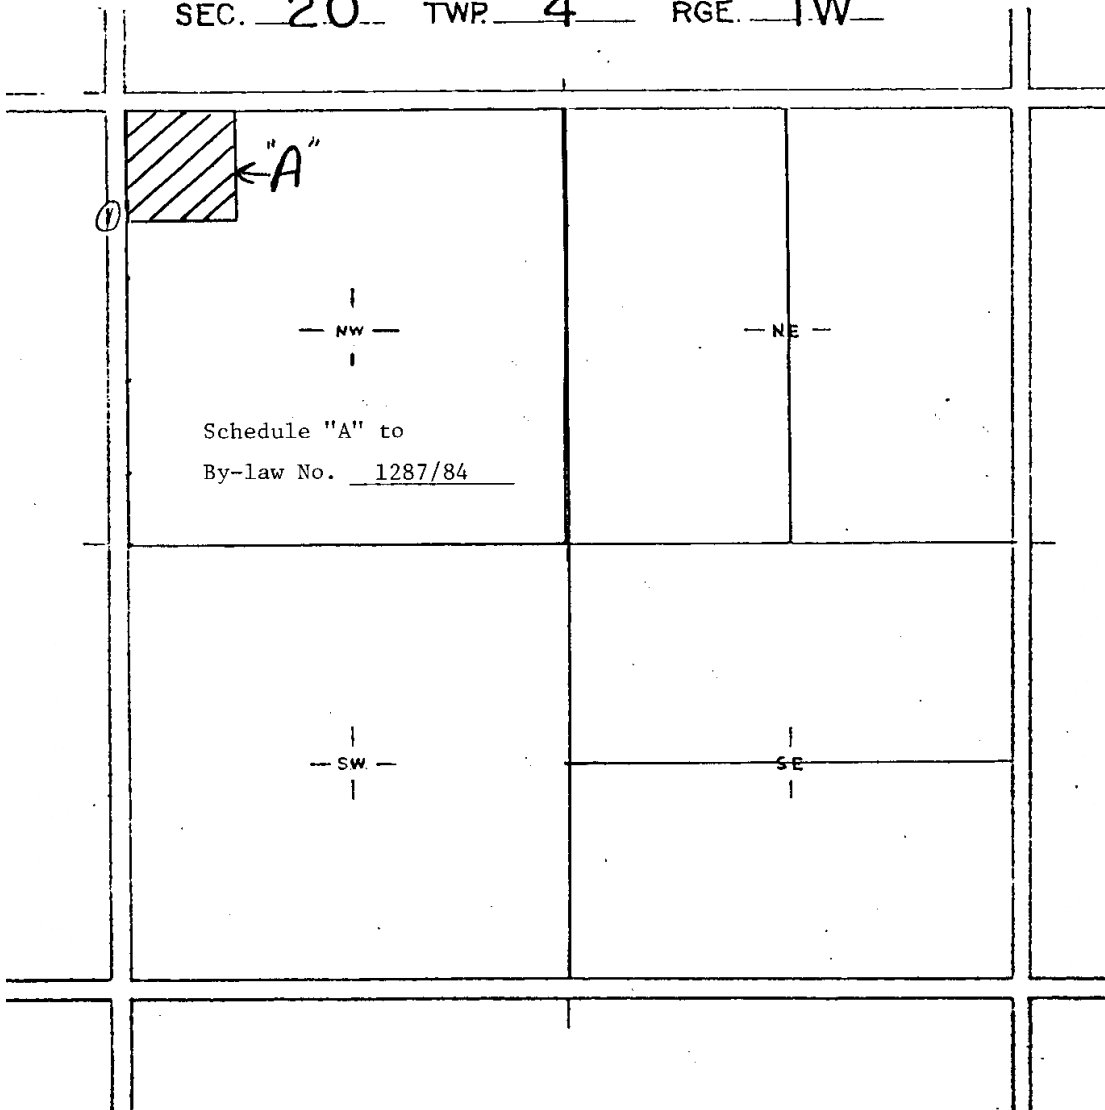 SEC. 20 TWP. 4 RGE. 1W
"A"
NW
NE
Schedule "A" to
By-law No. 1287/84
SW.
SE